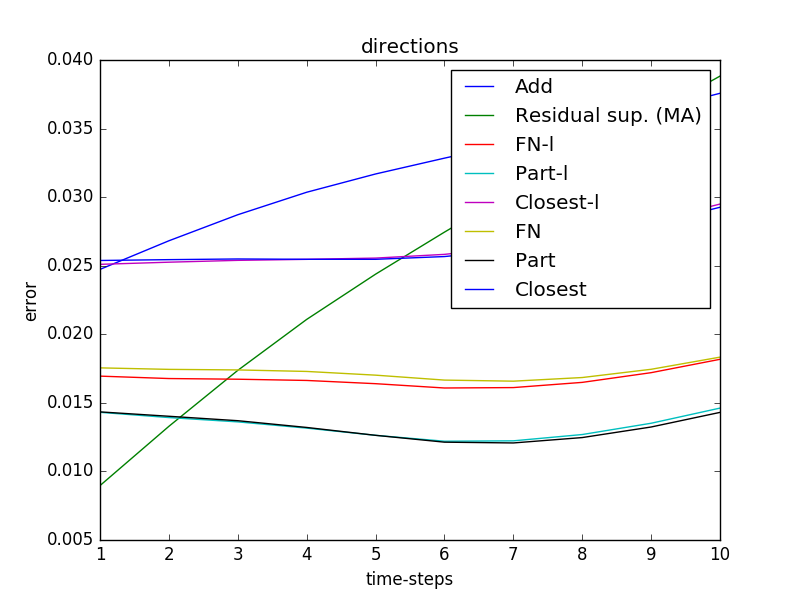 directions
0.040
0.035
0.030
0.025
0.020
0.015
0.010
0.005
error
Add
Residual sup. (MA)
FN-l
Part-l
Closest-l
FN
Part
Closest
1 2 3 4 5 6 7 8 9 10
time-steps